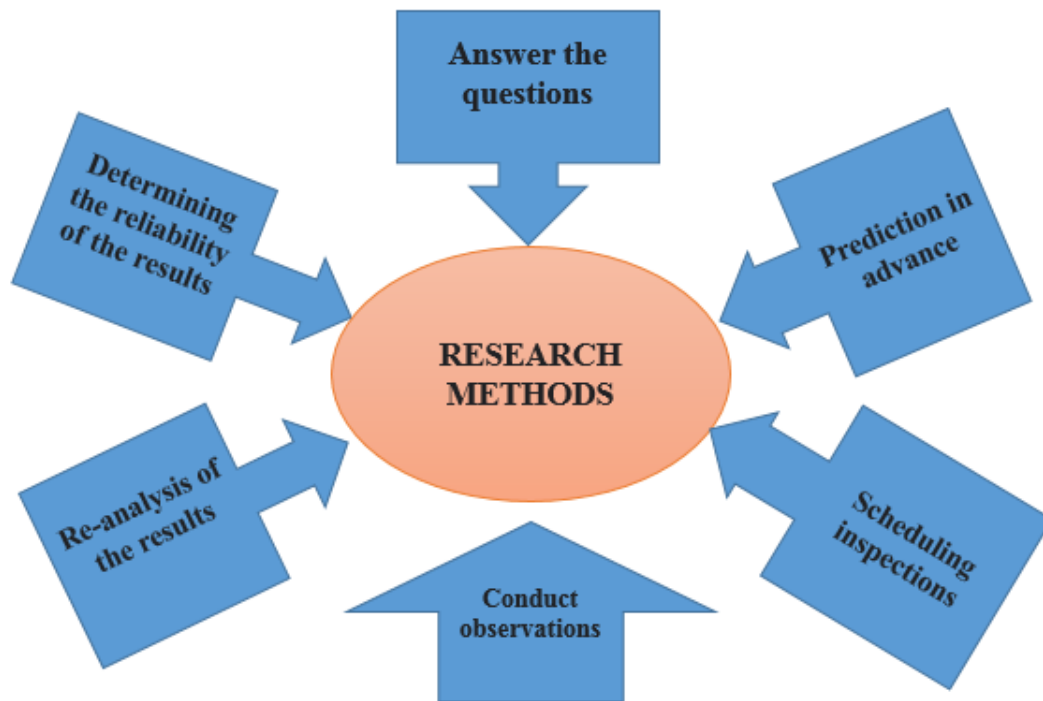 Answer the
questions
Determining
the reliability
of the results
Prediction in
advance
RESEARCH
METHODS
Re-analysis of
the results
Scheduling
inspections
Conduct
observations